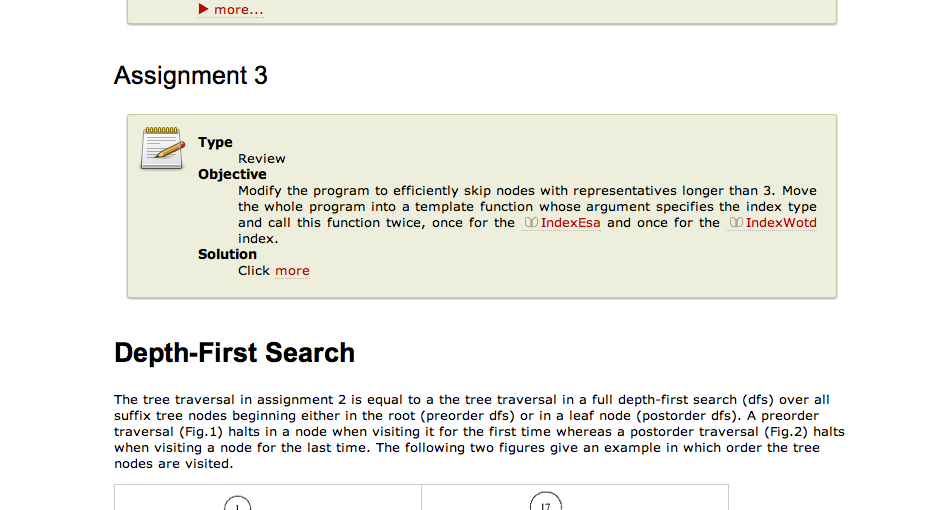 more...
Assignment 3
Type
Review
Objective
Modify the program to efficiently skip nodes with representatives longer than 3. Move
the whole program into a template function whose argument specifies the index type
and call this function twice, once for the IndexEsa and once for the IndexWotd
index.
Solution
Click more
Depth-First Search
The tree traversal in assignment 2 is equal to a the tree traversal in a full depth-first search (dfs) over all
suffix tree nodes beginning either in the root (preorder dfs) or in a leaf node (postorder dfs). A preorder
traversal (Fig.1) halts in a node when visiting it for the first time whereas a postorder traversal (Fig.2) halts
when visiting a node for the last time. The following two figures give an example in which order the tree
nodes are visited.
1
17